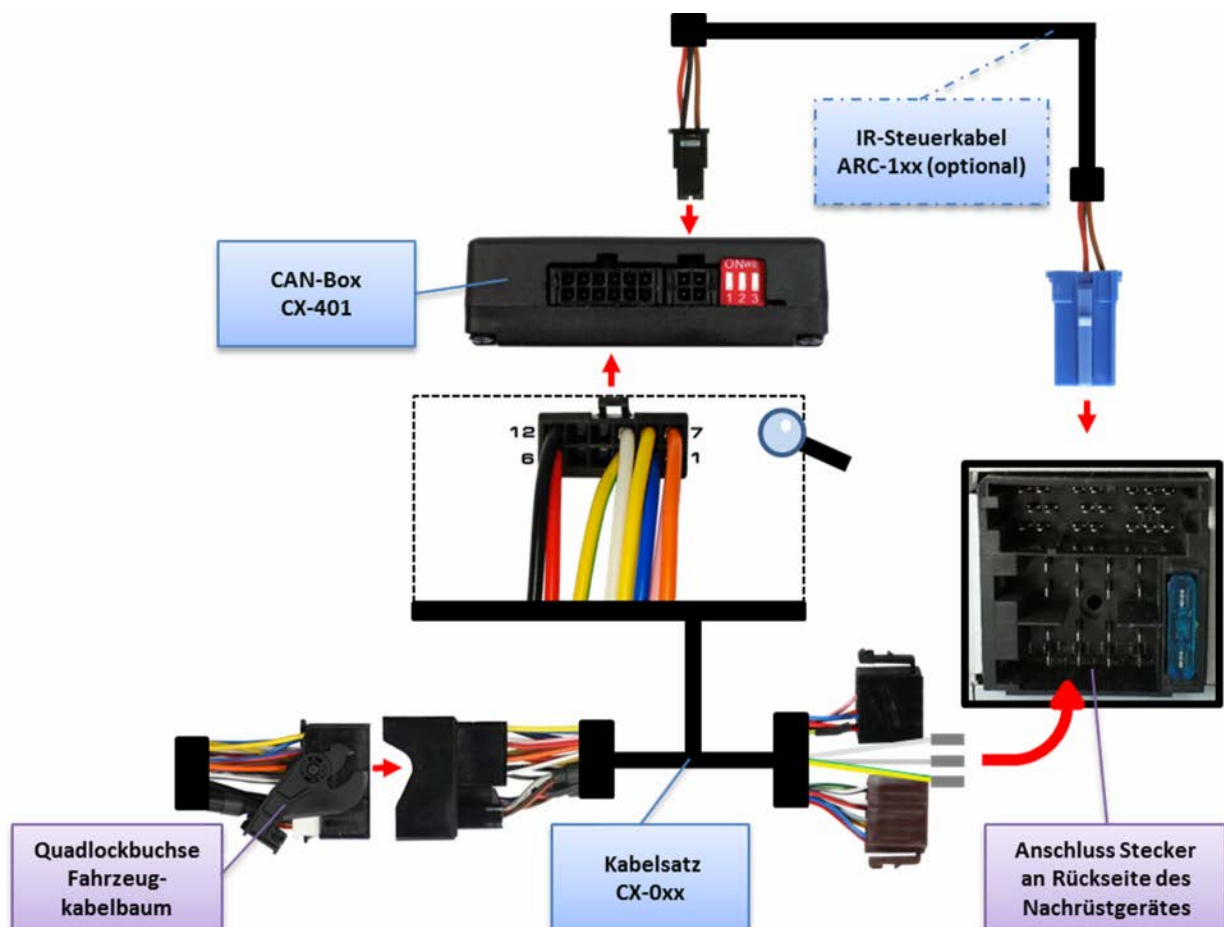 IR-Steuerkabel
ARC-1xx (optional)
CAN-Box
CX-401
ON
1 2 3
12
7
6
1
Quadlockbuchse
Fahrzeug-
kabelbaum
Kabelsatz
CX-0xx
Anschluss Stecker
an Rückseite des
Nachrüstgerätes